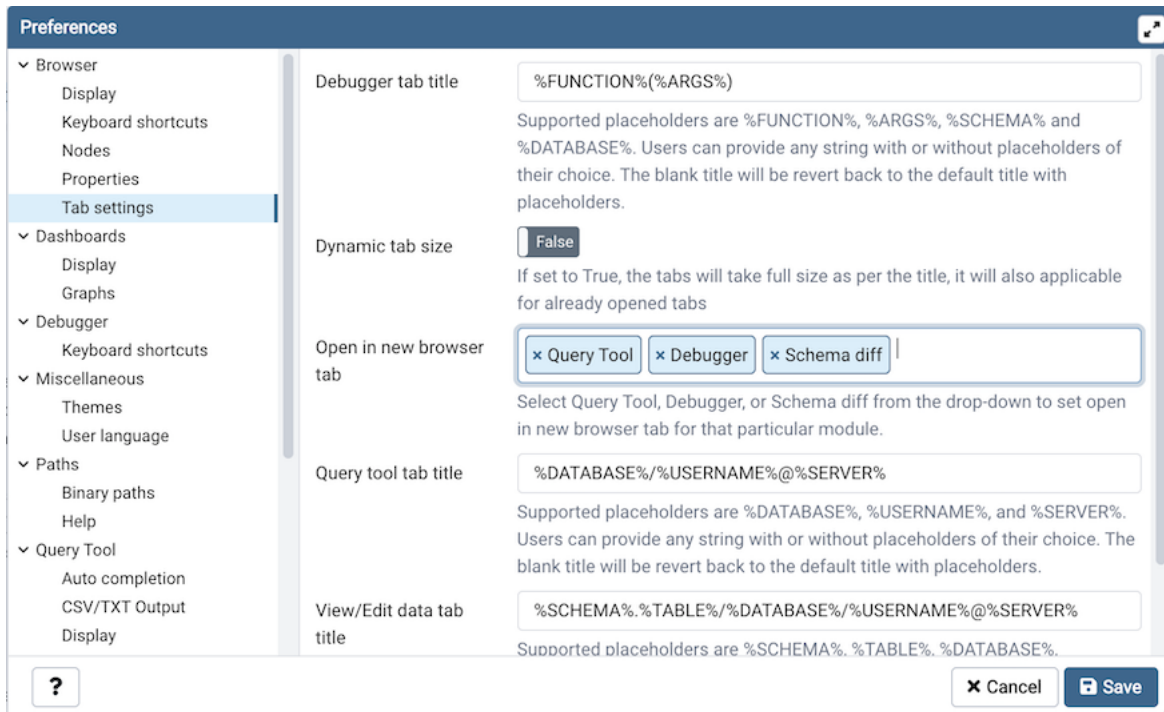 Preferences
Browser
Display
Keyboard shortcuts
Nodes
Properties
Tab settings
Dashboards
Display
Graphs
Debugger
Keyboard shortcuts
Miscellaneous
Themes
User language
Paths
Binary paths
Help
Query Tool
Auto completion
CSV/TXT Output
Display
Debugger tab title
%FUNCTION%(%ARGS%)
Supported placeholders are %FUNCTION%, %ARGS%, %SCHEMA% and
%DATABASE%. Users can provide any string with or without placeholders of
their choice. The blank title will be revert back to the default title with
placeholders.
Dynamic tab size
False
If set to True, the tabs will take full size as per the title, it will also applicable
for already opened tabs
Open in new browser
tab
× Query Tool × Debugger × Schema diff
Select Query Tool, Debugger, or Schema diff from the drop-down to set open
in new browser tab for that particular module.
Query tool tab title
%DATABASE%/%USERNAME%@%SERVER%
Supported placeholders are %DATABASE%, %USERNAME%, and %SERVER%.
Users can provide any string with or without placeholders of their choice. The
blank title will be revert back to the default title with placeholders.
View/Edit data tab
title
%SCHEMA%.%TABLE%/%DATABASE%/%USERNAME%@%SERVER%
Supported placeholders are %SCHEMA%, %TABLE%, %DATABASE%,
?
Cancel
Save